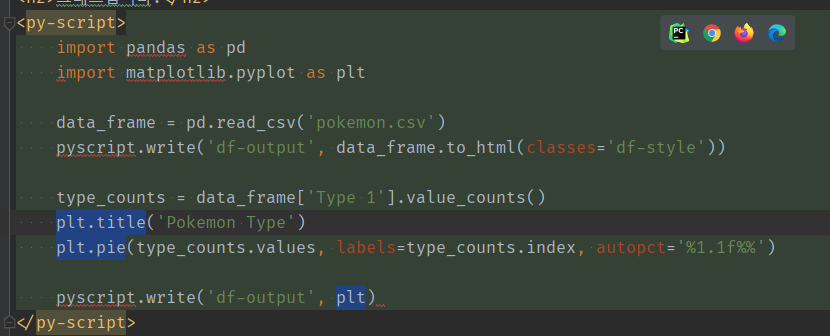 </h2>
<py-script>
import pandas as pd
import matplotlib.pyplot as plt
data_frame = pd.read_csv('pokemon.csv')
pyscript.write('df-output', data_frame.to_html(classes='df-style'))
type_counts = data_frame['Type 1'].value_counts()
plt.title('Pokemon Type')
plt.pie(type_counts.values, labels=type_counts.index, autopct='%1.1f%%')
pyscript.write('df-output', plt)
</py-script>
PC